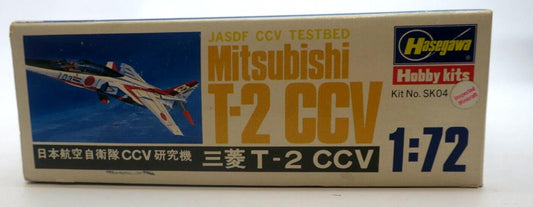 JASDF CCV TESTBED
Mitsubishi
T-2 CCV
日本航空自衛隊CCV研究機
三菱T-2 CCV
Hasegawa
Hobby kits
Kit No. SK04
1:72